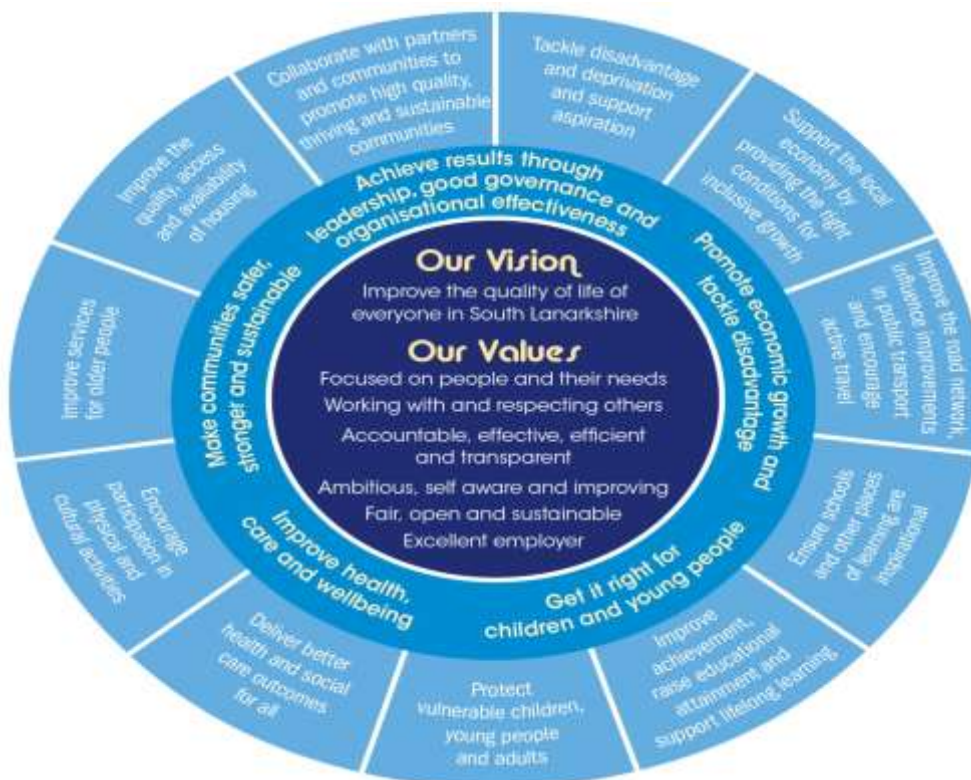 Our Vision
Improve the quality of life of
everyone in South Lanarkshire
Our Values
Focused on people and their needs
Working with and respecting others
Accountable, effective, efficient
and transparent
Ambitious, self aware and improving
Fair, open and sustainable
Excellent employer
Achieve results through
leadership, good governance and
organisational effectiveness
Promote economic growth and
tackle disadvantage
Get it right for
children and young people
Improve health,
care and wellbeing
Make communities safer,
stronger and sustainable
Tackle disadvantage
and deprivation
and support
aspiration
Support the local
economy by
providing the right
conditions for
inclusive growth
Improve the road network,
influence improvements
in public transport
and encourage
active travel
Ensure schools
and other places
of learning are
inspirational
Improve
achievement,
raise educational
attainment and
support lifelong learning
Protect
vulnerable children,
young people
and adults
Deliver better
health and social
care outcomes
for all
Encourage
participation in
physical and
cultural activities
Improve services
for older people
Improve the
quality, access
and availability
of housing
Collaborate with partners
and communities to
promote high quality,
thriving and sustainable
communities